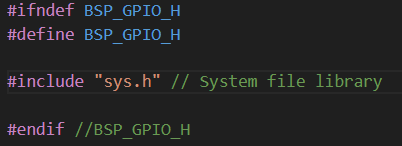 #ifndef BSP_GPIO_H
#define BSP_GPIO_H
#include "sys.h" // System file library
#endif //BSP_GPIO_H